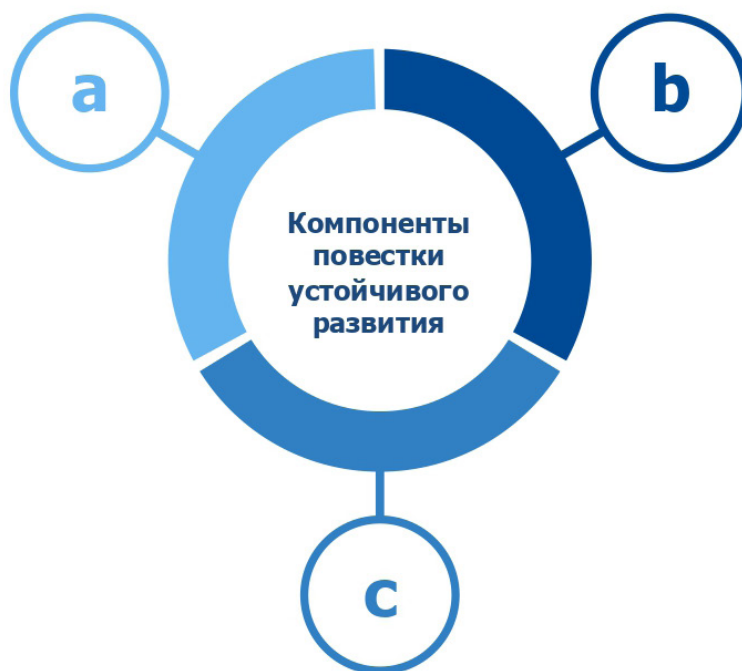 a
b
Компоненты
повестки
устойчивого
развития
c